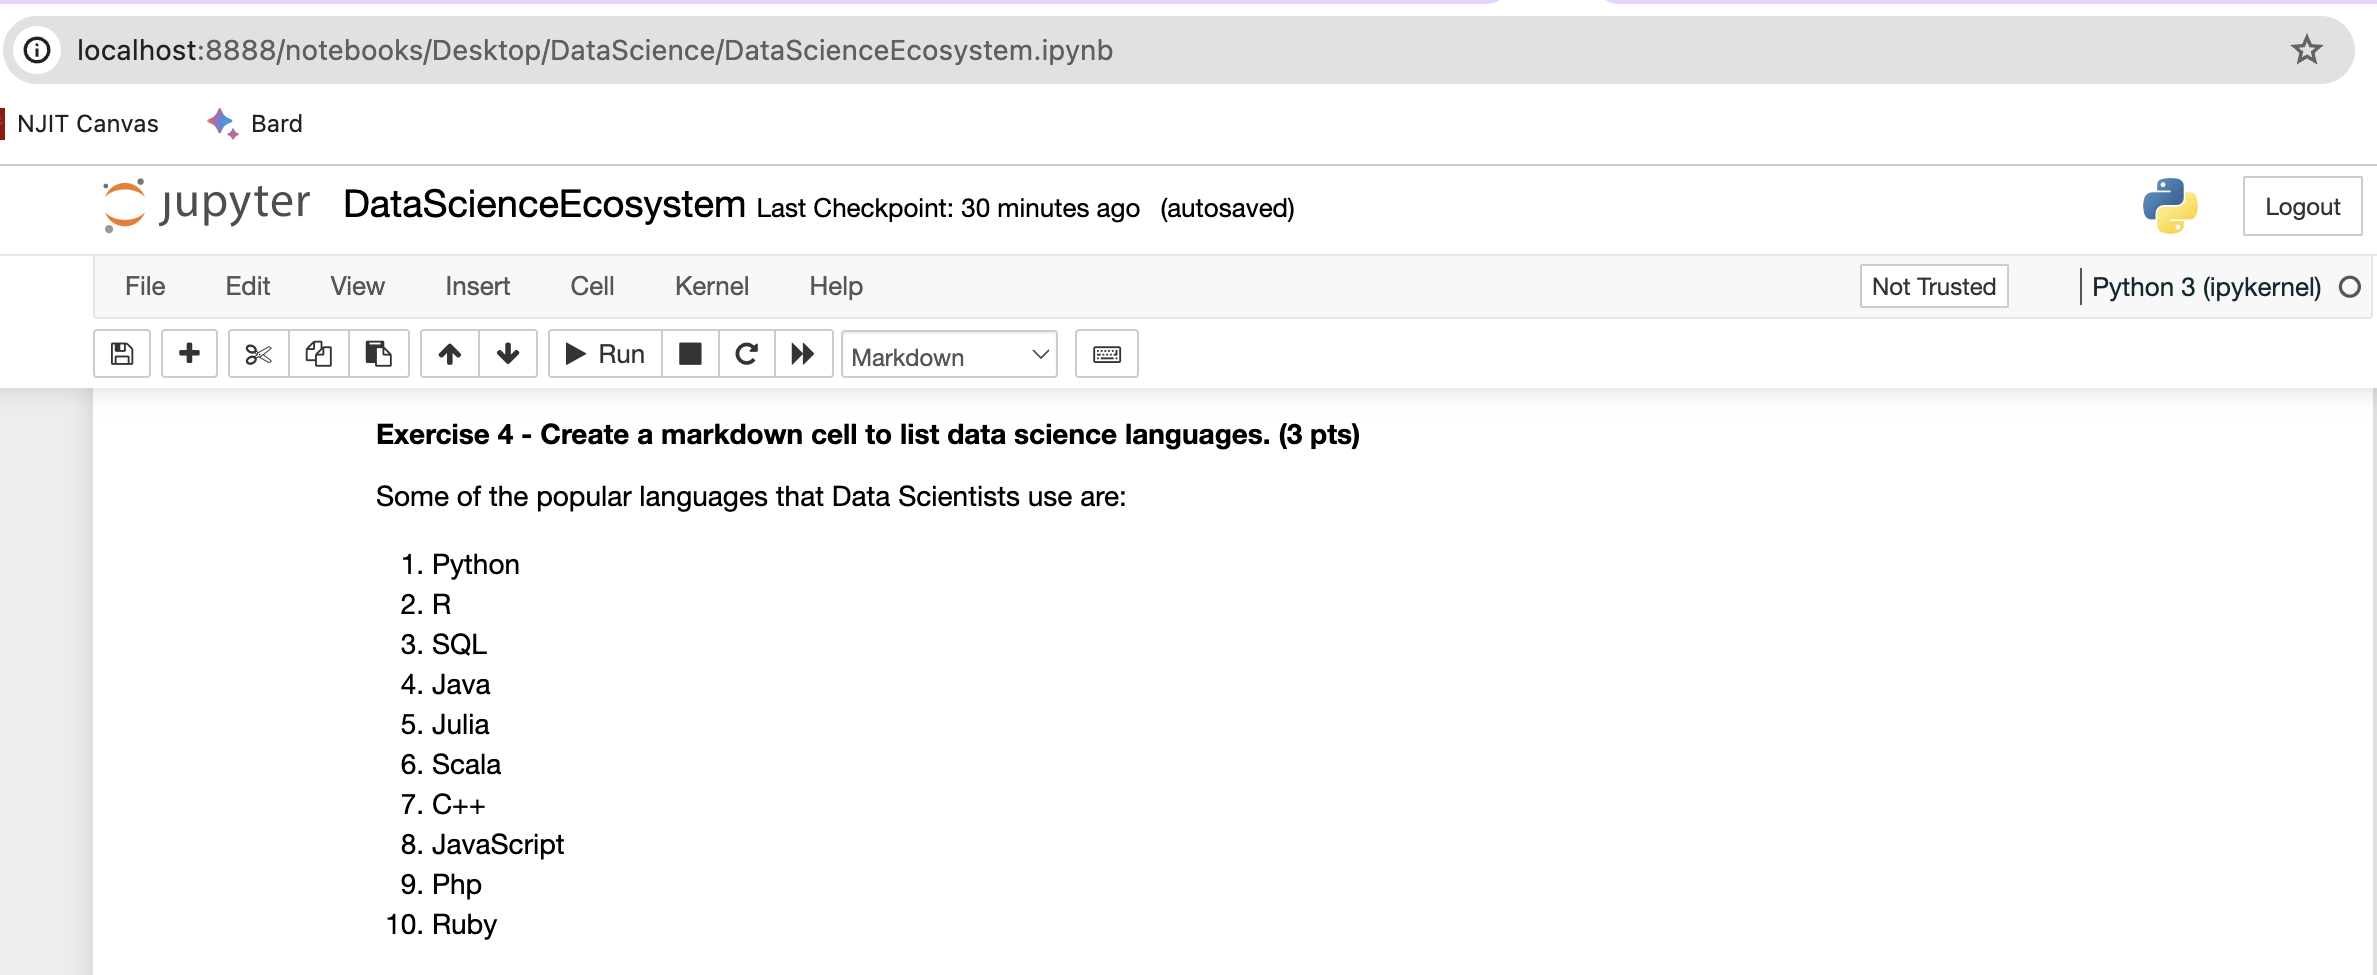 localhost:8888/notebooks/Desktop/DataScience/DataScienceEcosystem.ipynb
NJIT Canvas Bard
jupyter DataScienceEcosystem Last Checkpoint: 30 minutes ago (autosaved) Logout
File Edit View Insert Cell Kernel Help Not Trusted Python 3 (ipykernel)
Run Markdown
Exercise 4 - Create a markdown cell to list data science languages. (3 pts)
Some of the popular languages that Data Scientists use are:
1. Python
2. R
3. SQL
4. Java
5. Julia
6. Scala
7. C++
8. JavaScript
9. Php
10. Ruby